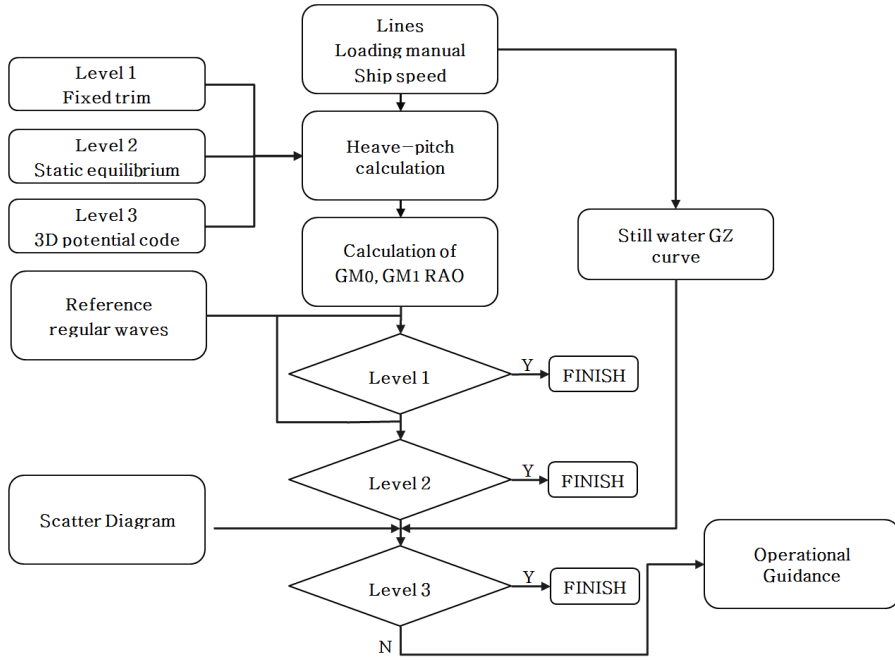 Lines
Loading manual
Ship speed
Level 1
Fixed trim
Level 2
Static equilibrium
Level 3
3D potential code
Heave-pitch
calculation
Calculation of
GM0, GM1 RAO
Still water GZ
curve
Reference
regular waves
Level 1
Y
FINISH
Level 2
Y
FINISH
Scatter Diagram
Level 3
Y
FINISH
N
Operational
Guidance